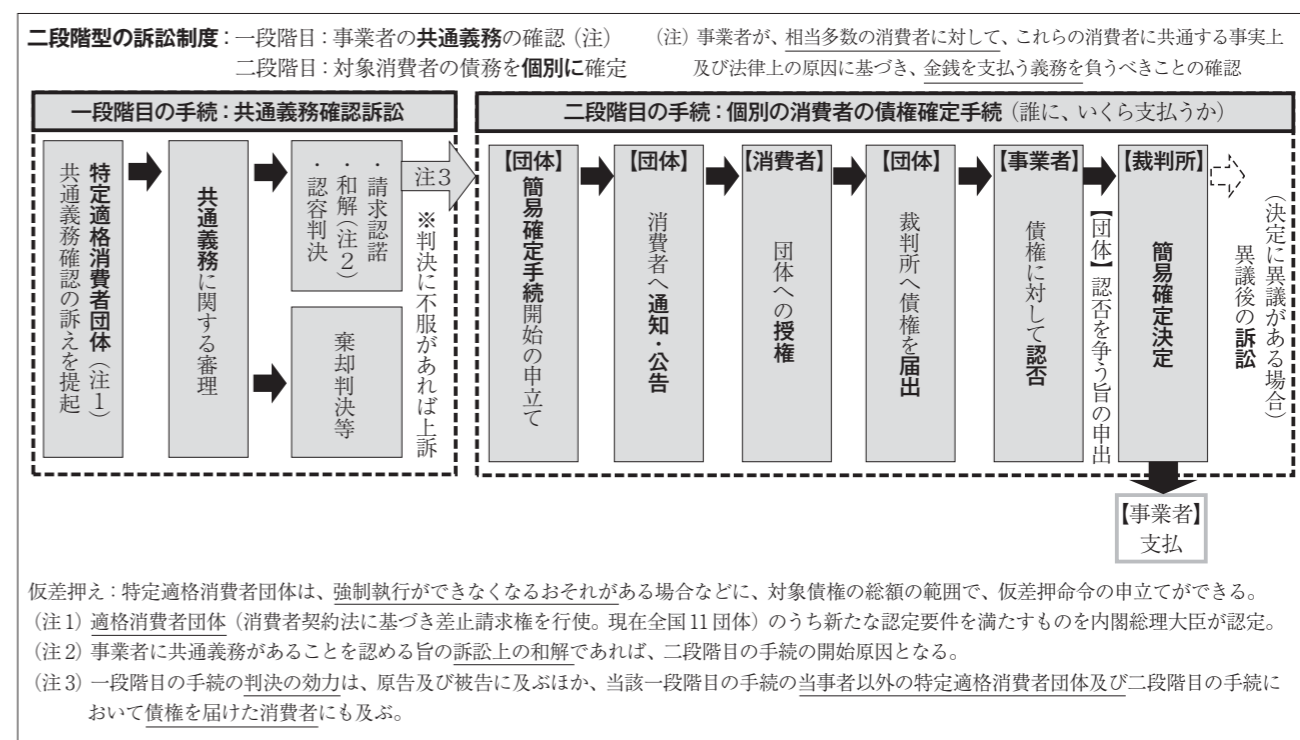 二段階型の訴訟制度：一段階目：事業者の共通義務の確認（注）
二段階目：対象消費者の債務を個別に確定
（注）事業者が、相当多数の消費者に対して、これらの消費者に共通する事実上
及び法律上の原因に基づき、金銭を支払う義務を負うべきことの確認
一段階目の手続：共通義務確認訴訟
特定適格消費者団体（注1）
共通義務確認の訴えを提起
共通義務に関する審理
・請求認諾
・和解（注2）
・認容判決
棄却判決等
注3
※判決に不服があれば上訴
二段階目の手続：個別の消費者の債権確定手続（誰に、いくら支払うか）
【団体】
簡易確定手続開始の申立て
【団体】
消費者へ通知・公告
【消費者】
団体への授権
【団体】
裁判所へ債権を届出
【事業者】
債権に対して認否
【団体】認否を争う旨の申出
【裁判所】
簡易確定決定
（決定に異議がある場合）
異議後の訴訟
【事業者】
支払
仮差押え：特定適格消費者団体は、強制執行ができなくなるおそれがある場合などに、対象債権の総額の範囲で、仮差押命令の申立てができる。
（注1）適格消費者団体（消費者契約法に基づき差止請求権を行使。現在全国11団体）のうち新たな認定要件を満たすものを内閣総理大臣が認定。
（注2）事業者に共通義務があることを認める旨の訴訟上の和解であれば、二段階目の手続の開始原因となる。
（注3）一段階目の手続の判決の効力は、原告及び被告に及ぶほか、当該一段階目の手続の当事者以外の特定適格消費者団体及び二段階目の手続に
おいて債権を届けた消費者にも及ぶ。